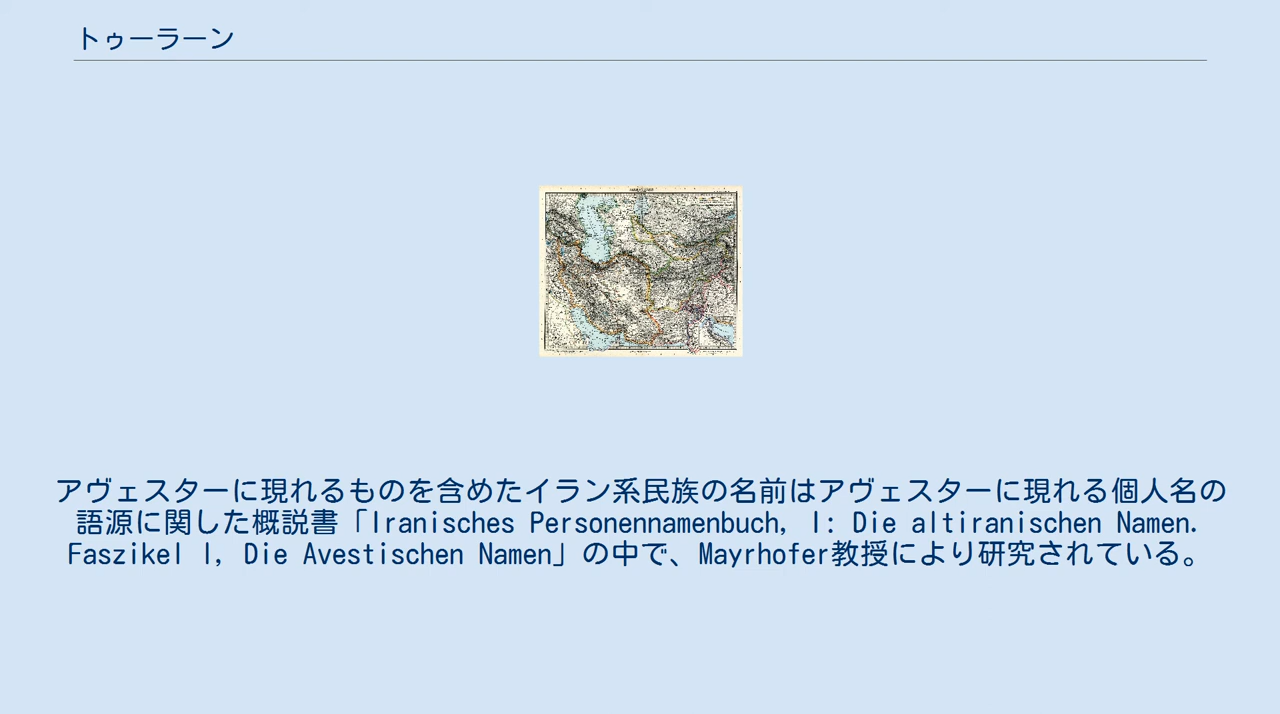 トゥーラーン
アヴェスターに現れるものを含めたイラン系民族の名前はアヴェスターに現れる個人名の
語源に関した概説書「Iranisches Personennamenbuch, I: Die altiranischen Namen.
Faszikel l, Die Avestischen Namen」の中で、Mayrhofer教授により研究されている。